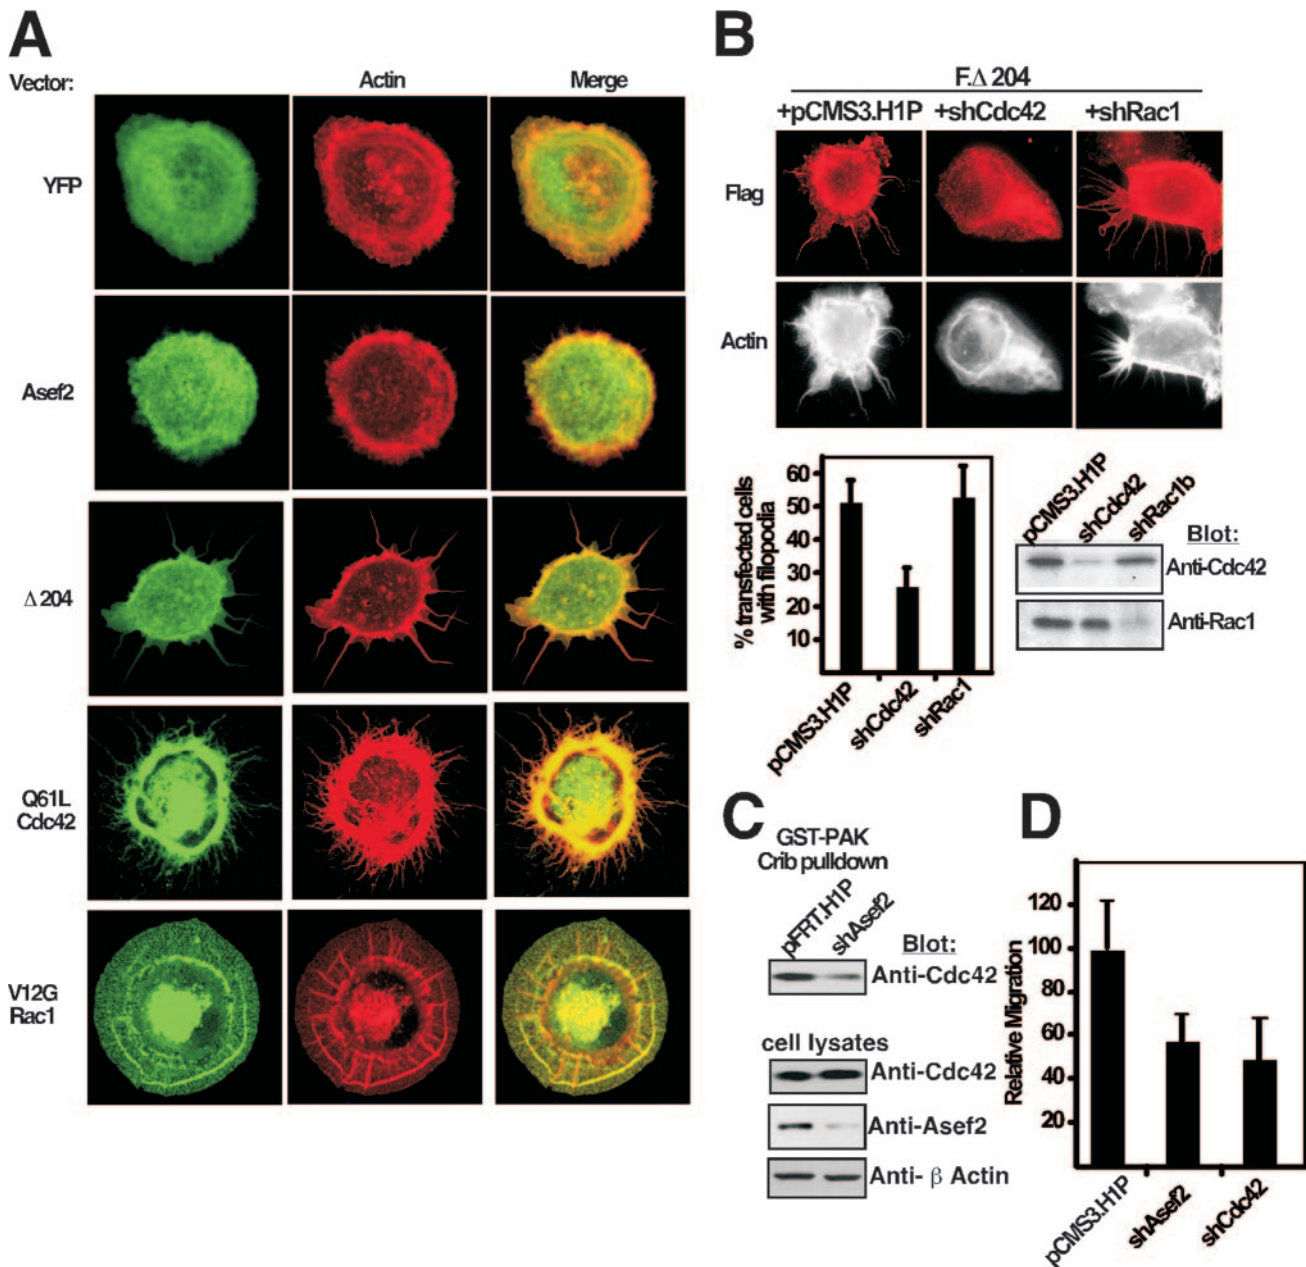 A
Vector:
Actin
Merge
YFP
Asef2
Δ 204
Q61L
Cdc42
V12G
Rac1
B
F.Δ 204
+pCMS3.H1P
+shCdc42
+shRac1
Flag
Actin
% transfected cells
with filopodia
60
50
40
30
20
10
pCMS3.H1P
shCdc42
shRac1
pCMS3.H1P
shCdc42
shRac1b
Blot:
Anti-Cdc42
Anti-Rac1
C
GST-PAK
Crib pulldown
pFRT.H1P
shAsef2
Blot:
Anti-Cdc42
cell lysates
Anti-Cdc42
Anti-Asef2
Anti- β Actin
D
Relative Migration
120
100
80
60
40
20
pCMS3.H1P
shAsef2
shCdc42